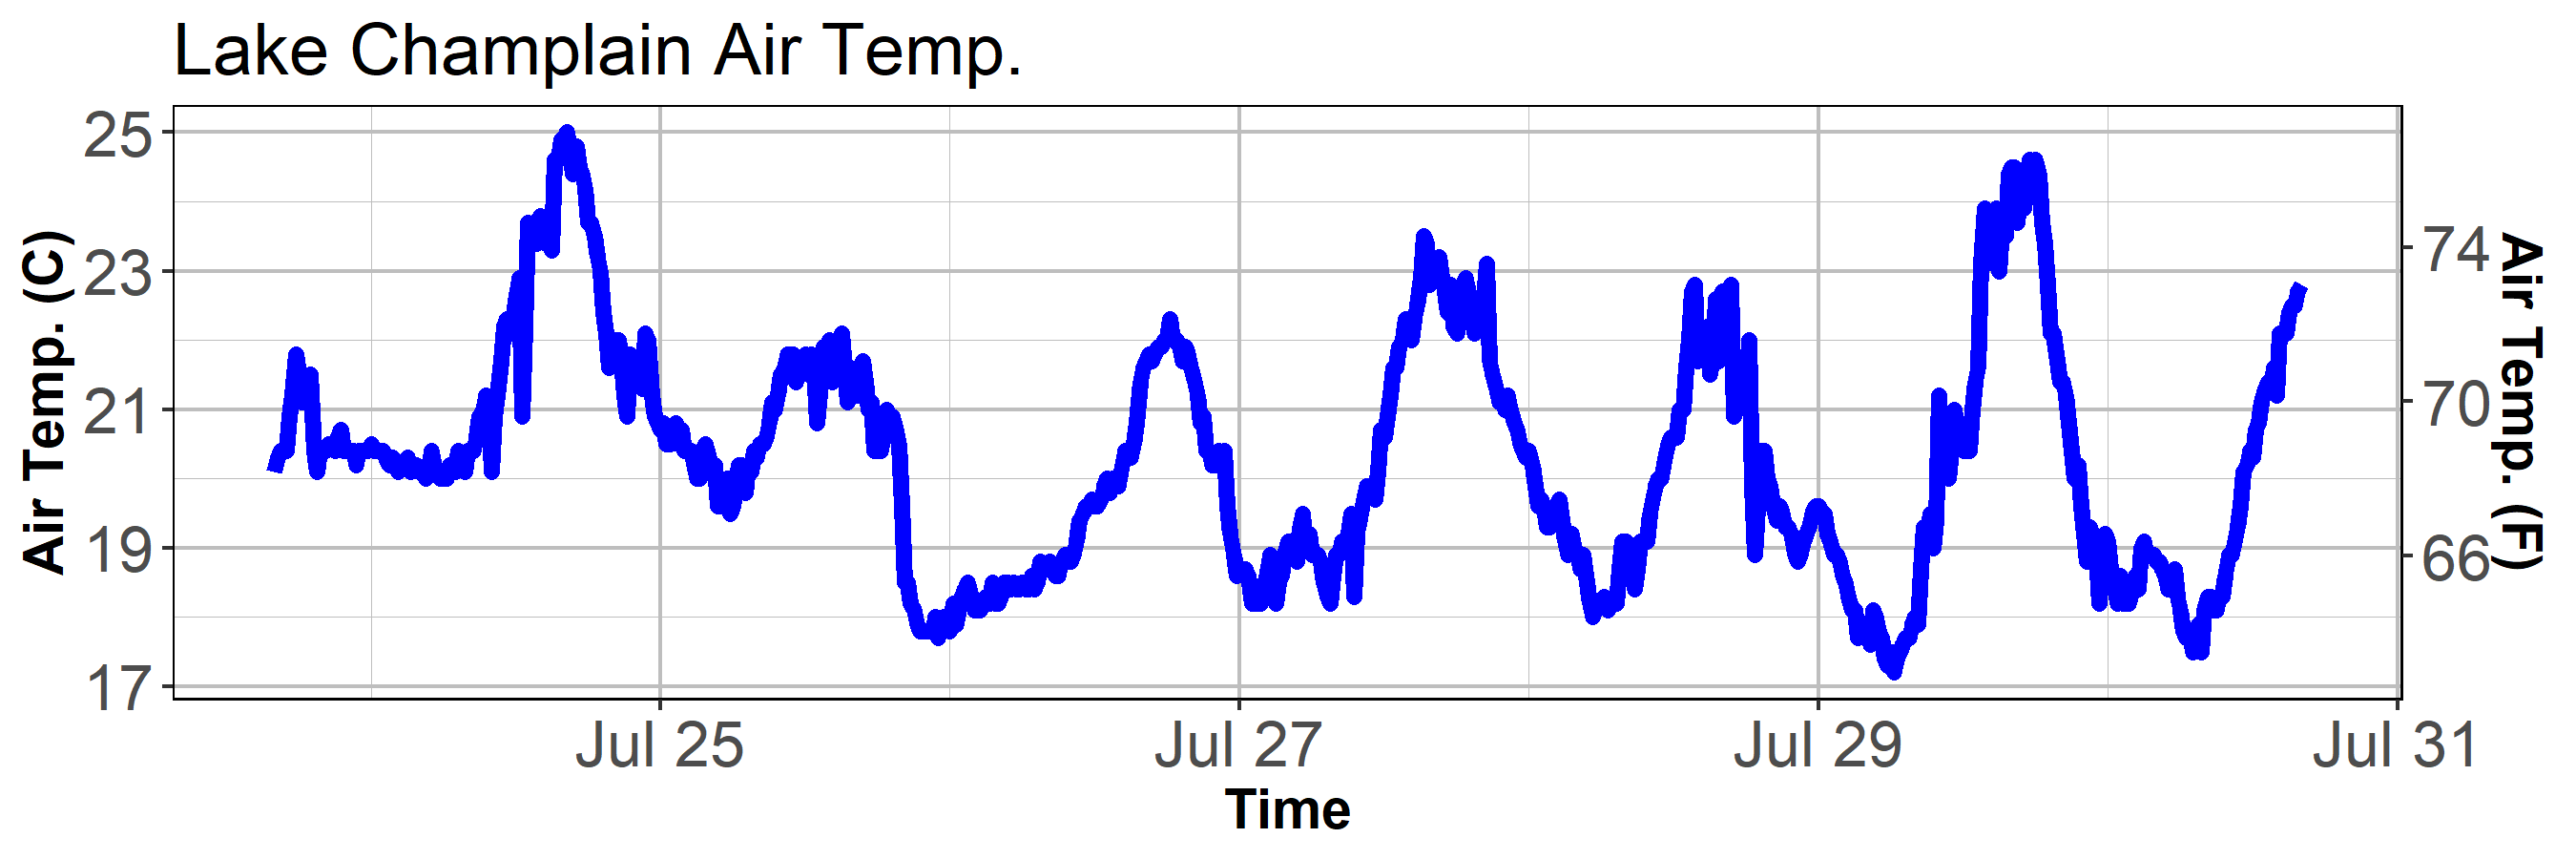 Lake Champlain Air Temp.
Air Temp. (C)
25
23
21
19
17
74
70
66
Air Temp. (F)
Jul 25
Jul 27
Jul 29
Jul 31
Time